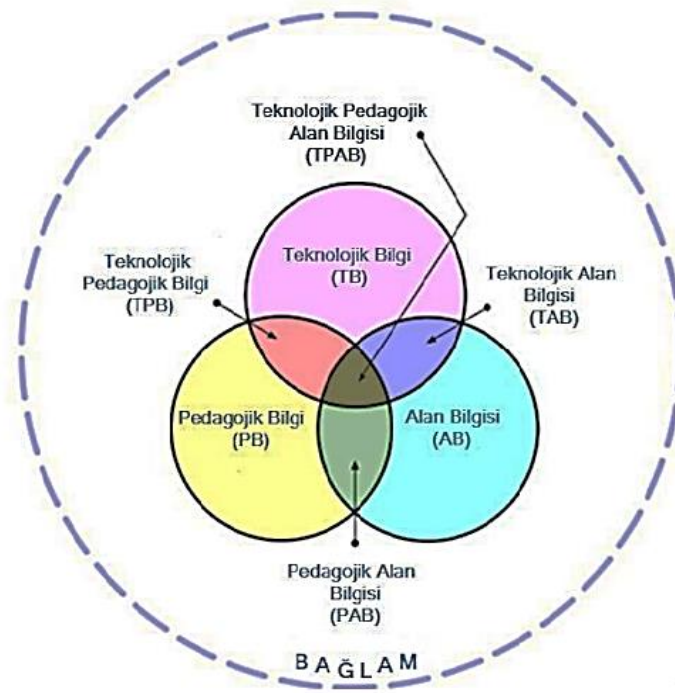 Teknolojik Pedagojik
Alan Bilgisi
(TPAB)
Teknolojik Bilgi
(TB)
Teknolojik
Pedagojik Bilgi
(TPB)
Teknolojik Alan
Bilgisi
(TAB)
Pedagojik Bilgi
(PB)
Alan Bilgisi
(AB)
Pedagojik Alan
Bilgisi
(PAB)
BAĞLAM